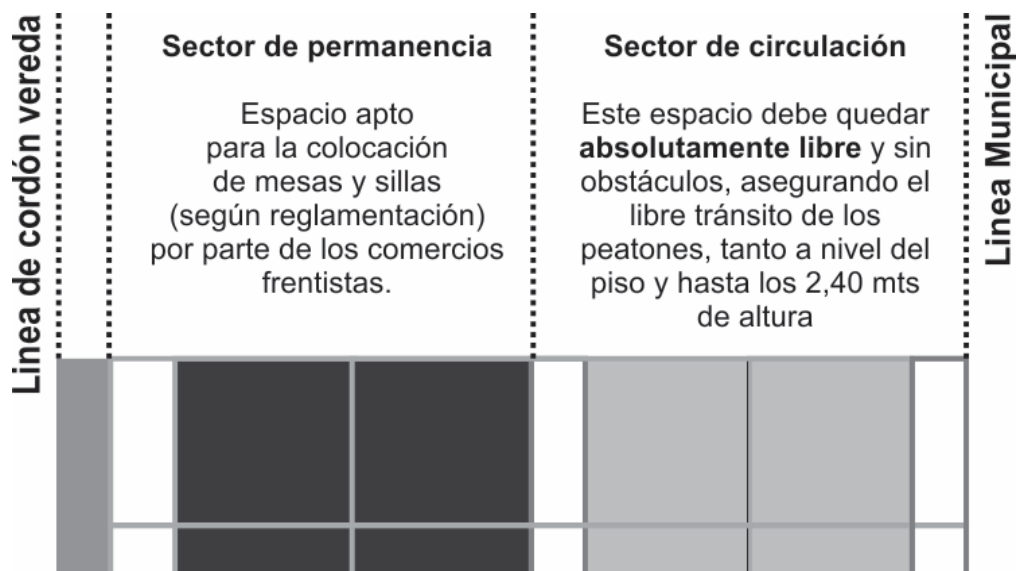 Linea de cordón vereda
Sector de permanencia
Espacio apto
para la colocación
de mesas y sillas
(según reglamentación)
por parte de los comercios
frentistas.
Sector de circulación
Este espacio debe quedar
absolutamente libre y sin
obstáculos, asegurando el
libre tránsito de los
peatones, tanto a nivel del
piso y hasta los 2,40 mts
de altura
Linea Municipal